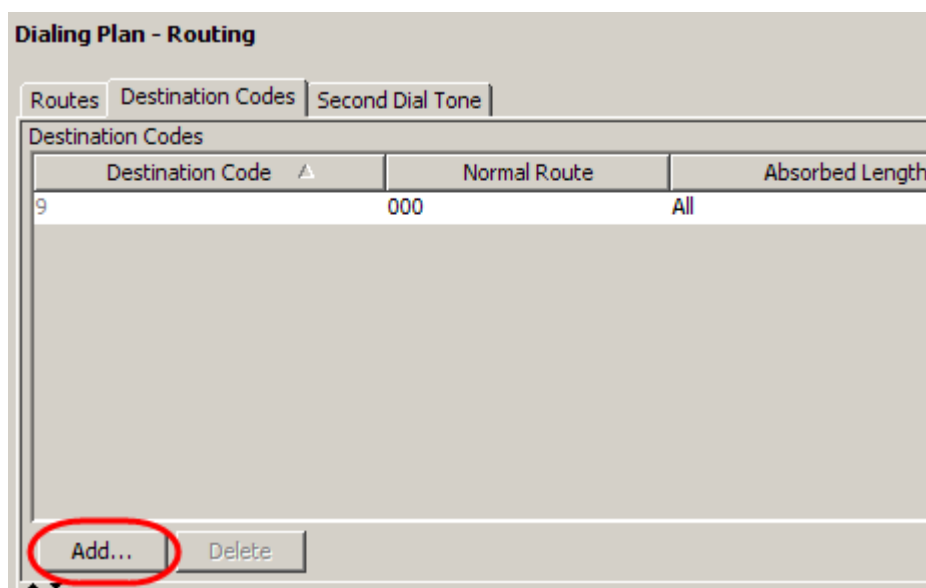 Dialing Plan - Routing
Routes Destination Codes Second Dial Tone
Destination Codes
Destination Code Normal Route Absorbed Length
9 000 All
Add... Delete